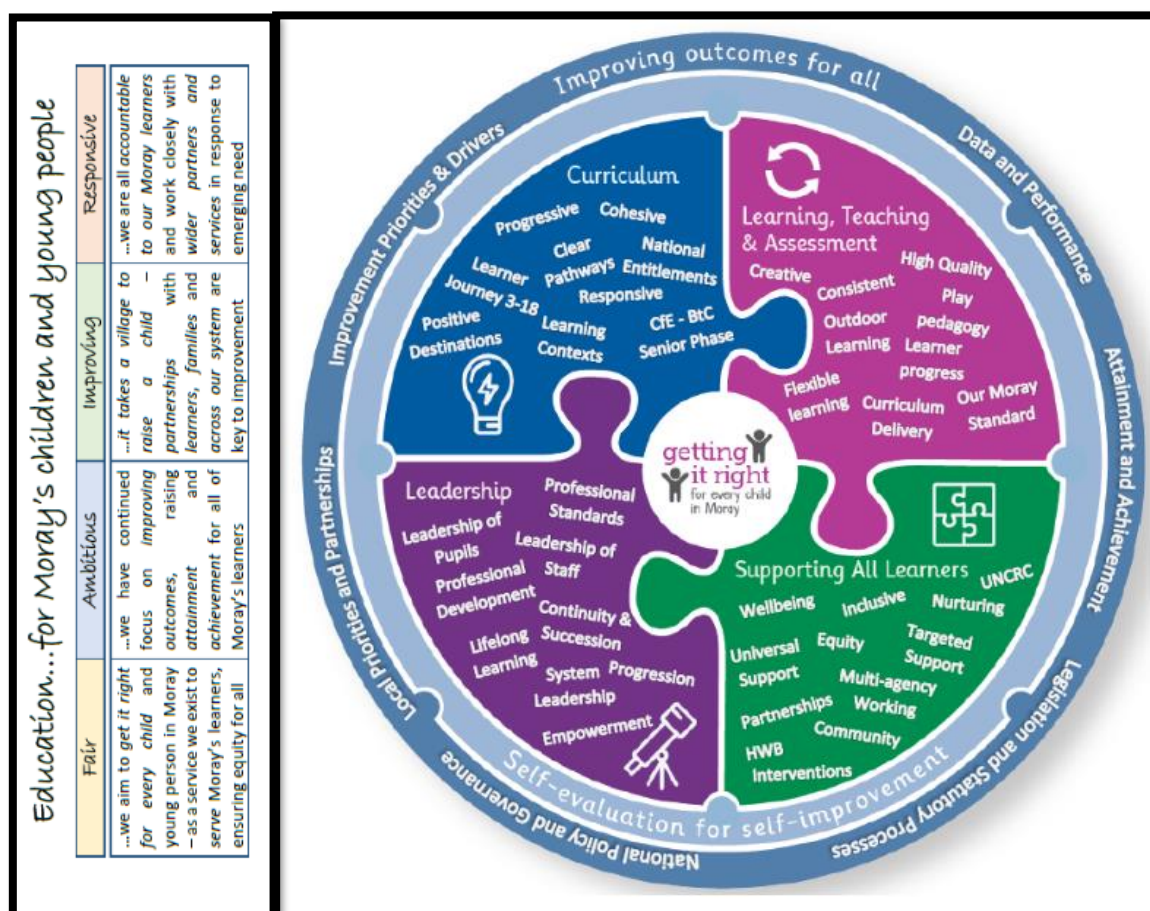 Education...for Moray's children and young people
Fair
...we aim to get it right
for every child and
young person in Moray
– as a service we exist to
serve Moray's learners,
ensuring equity for all
Ambitious
...we have continued
focus on improving
outcomes, raising
attainment and
achievement for all of
Moray's learners
Improving
...it takes a village to
raise a child –
partnerships with
learners, families and
across our system are
key to improvement
Responsive
...we are all accountable
to our Moray learners
and work closely with
wider partners and
services in response to
emerging need
Improving outcomes for all
Data and Performance
Attainment and Achievement
Legislation and Statutory Processes
National Policy and Governance
Local Priorities and Partnerships
Improvement Priorities & Drivers
Self-evaluation for self-improvement
Curriculum
Progressive
Cohesive
Clear
Pathways
National
Entitlements
Learner
Journey 3-18
Responsive
Positive
Destinations
Learning
Contexts
CfE - BtC
Senior Phase
Learning, Teaching
& Assessment
Creative
High Quality
Consistent
Play
pedagogy
Outdoor
Learning
Learner
progress
Flexible
learning
Curriculum
Delivery
Our Moray
Standard
getting
it right
for every child
in Moray
Leadership
Professional
Standards
Leadership of
Pupils
Leadership of
Staff
Professional
Development
Continuity &
Succession
Lifelong
Learning
System
Leadership
Progression
Empowerment
Supporting All Learners
UNCRC
Wellbeing
Inclusive
Nurturing
Universal
Support
Equity
Targeted
Support
Multi-agency
Working
Partnerships
Community
HWB
Interventions